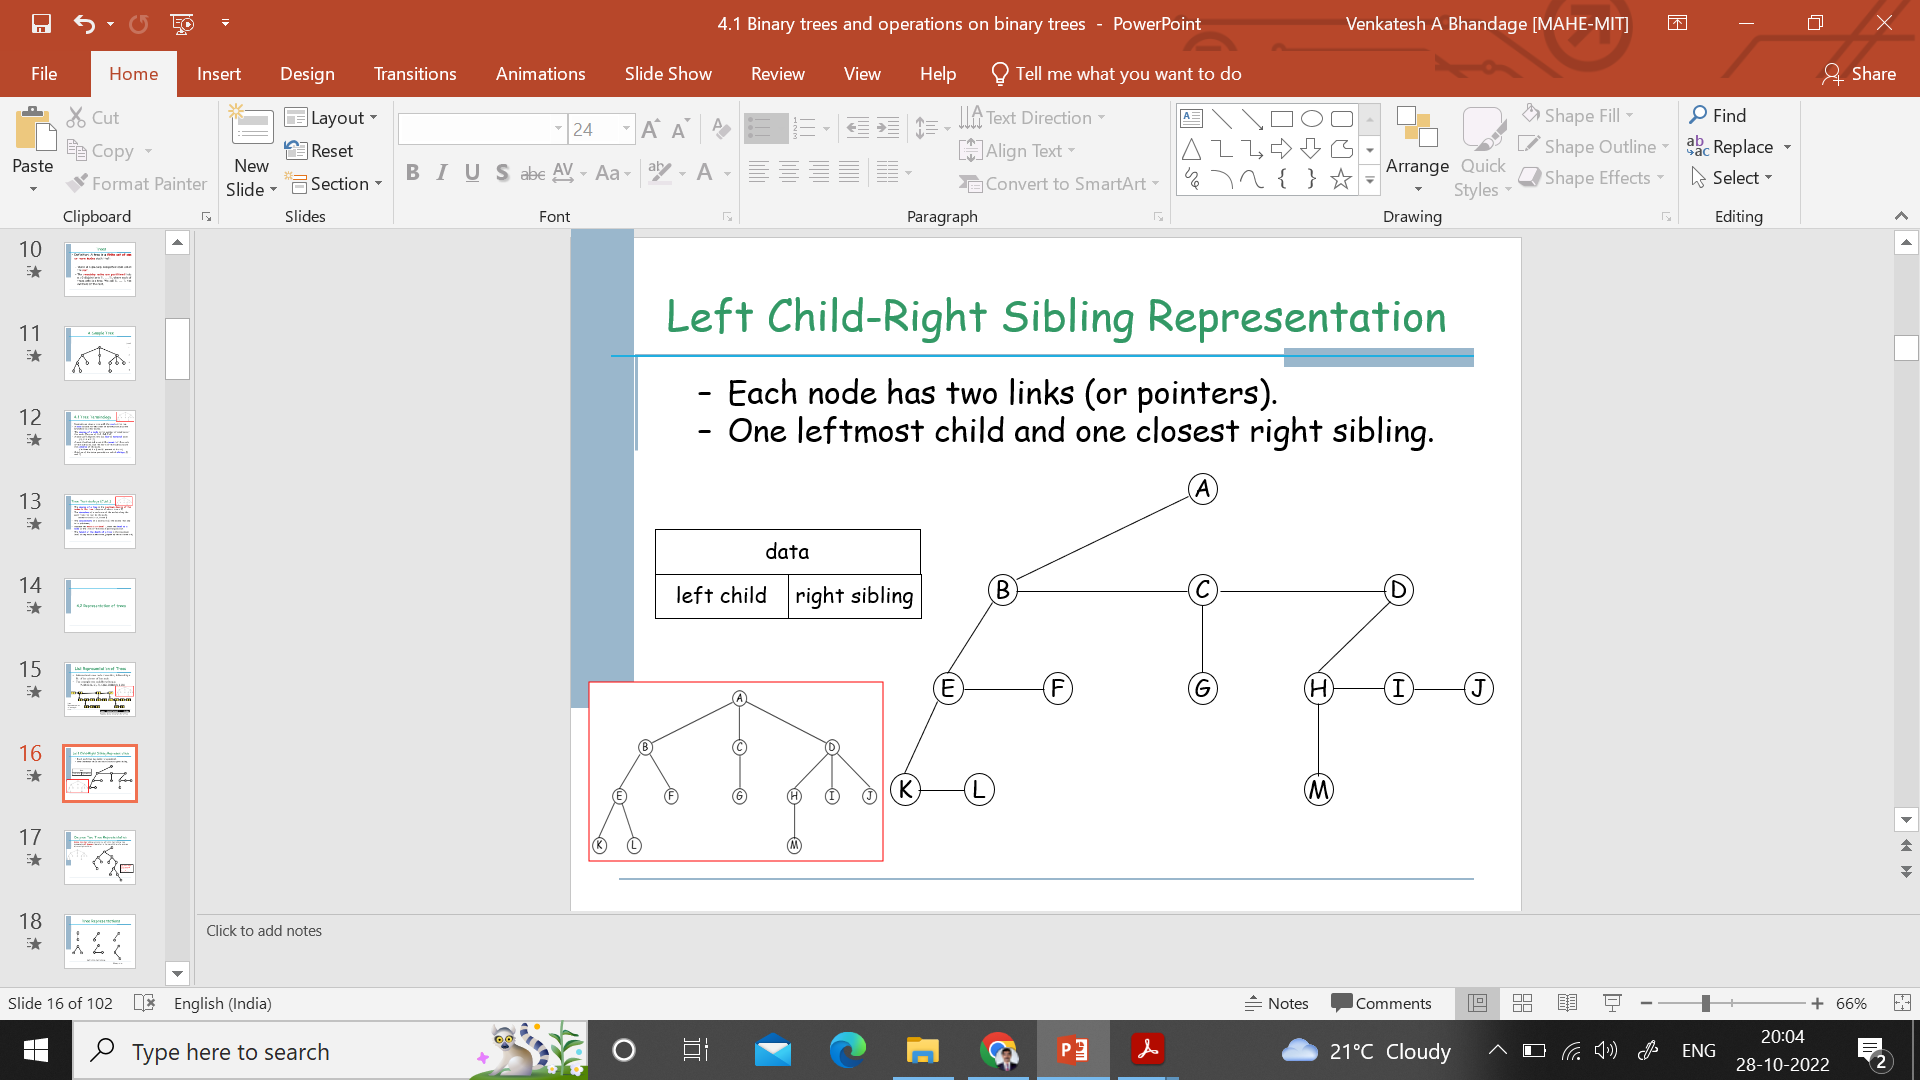 4.1 Binary trees and operations on binary trees - PowerPoint
Venkatesh A Bhandage [MAHE-MIT]
File Home Insert Design Transitions Animations Slide Show Review View Help Tell me what you want to do Share
Paste
Cut
Copy
Format Painter
Clipboard
New Slide
Layout
Reset
Section
Slides
24
B I U S abc AV Aa A
Font
Text Direction
Align Text
Convert to SmartArt
Paragraph
Arrange
Quick Styles
Shape Fill
Shape Outline
Shape Effects
Drawing
Find
Replace
Select
Editing
10
11
12
13
14
15
16
17
18
Left Child-Right Sibling Representation
– Each node has two links (or pointers).
– One leftmost child and one closest right sibling.
data
left child right sibling
A
B C D
E F G H I J
K L M
A
B C D
E F G H I J
K L M
Click to add notes
Slide 16 of 102 English (India) Notes Comments 66%
Type here to search
21°C Cloudy
ENG
20:04
28-10-2022
2